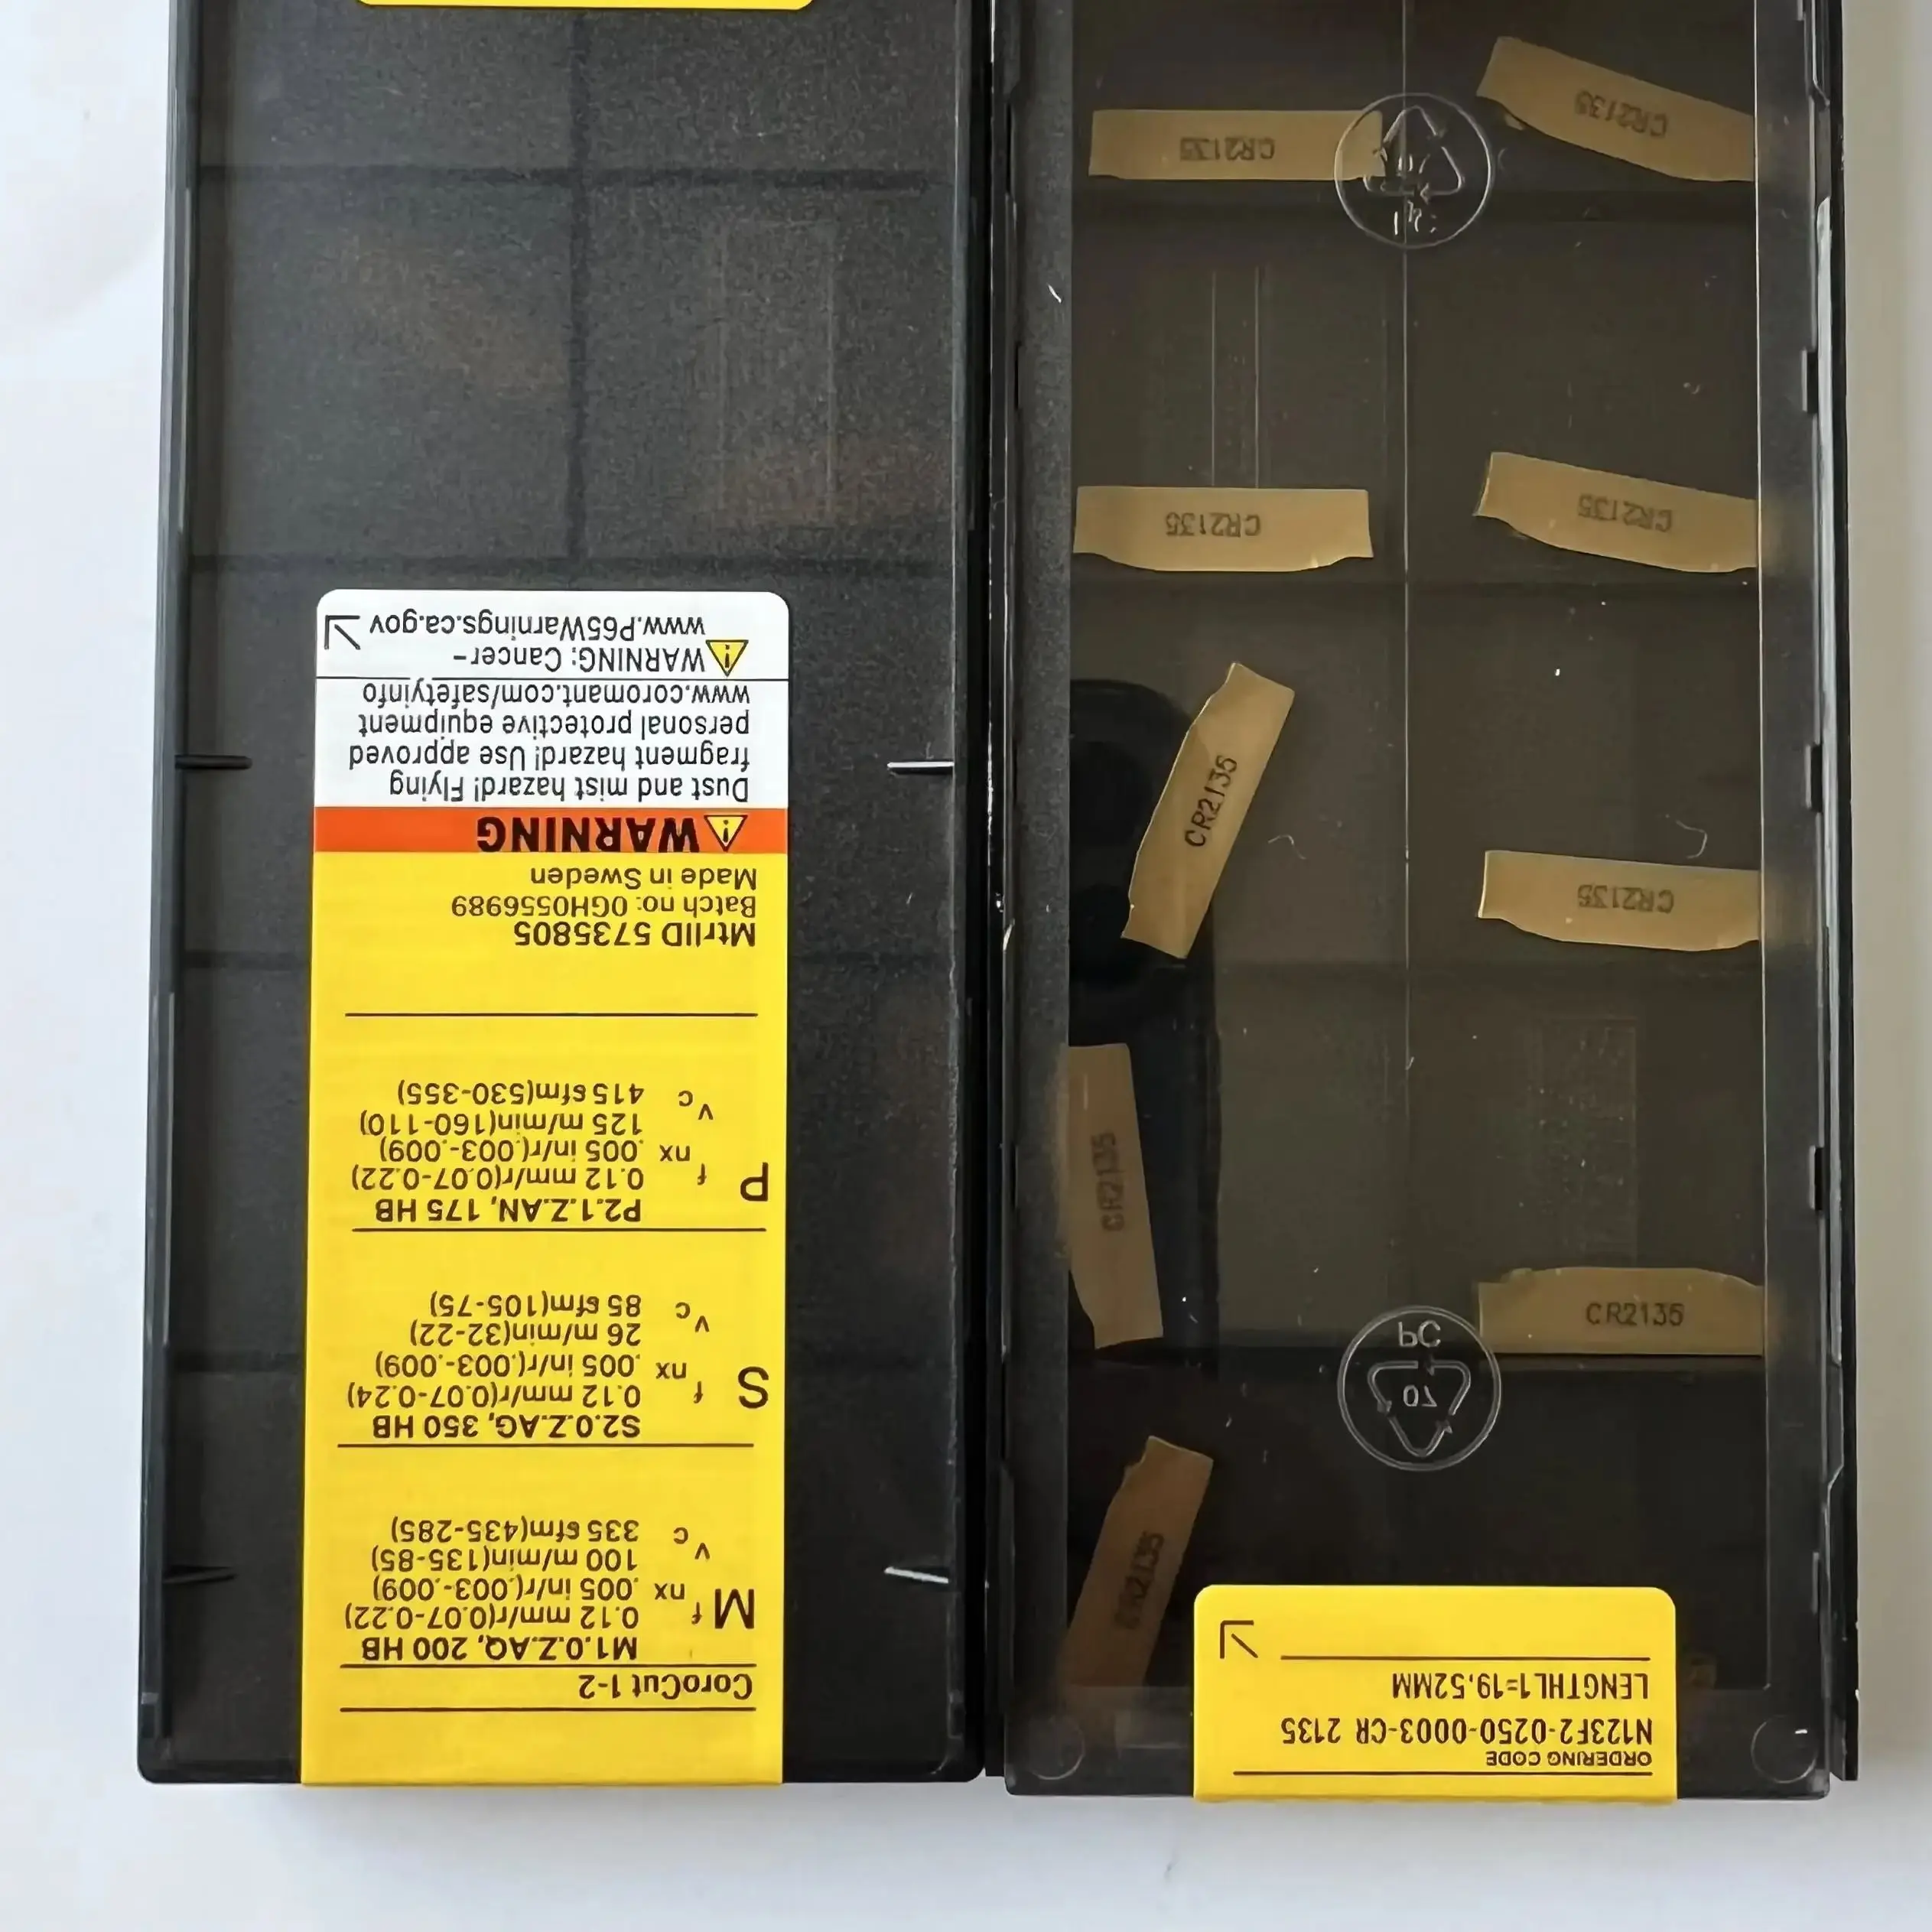 CoroCut 1-2
M1.0.Z.AQ, 200 HB
M f nx 0.12 mm/r(0.07-0.22)
.005 in/r(.003-.009)
v c 100 m/min(135-85)
335 sfm(435-285)
S2.0.Z.AG, 350 HB
S f nx 0.12 mm/r(0.07-0.24)
.005 in/r(.003-.009)
v c 26 m/min(32-22)
85 sfm(105-75)
P2.1.Z.AN, 175 HB
P f nx 0.12 mm/r(0.07-0.22)
.005 in/r(.003-.009)
v c 125 m/min(160-110)
415 sfm(530-355)
MtrlID 5735805
Batch no: 0GH0556989
Made in Sweden
WARNING
Dust and mist hazard! Flying
fragment hazard! Use approved
personal protective equipment
www.coromant.com/safetyinfo
WARNING: Cancer-
www.P65Warnings.ca.gov
ORDERING CODE
N123F2-0250-0003-CR 2135
LENGTHL1=19.52MM
CR2135
CR2135
CR2135
CR2135
CR2135
CR2135
CR2135
CR2135
CR2135
07
PC